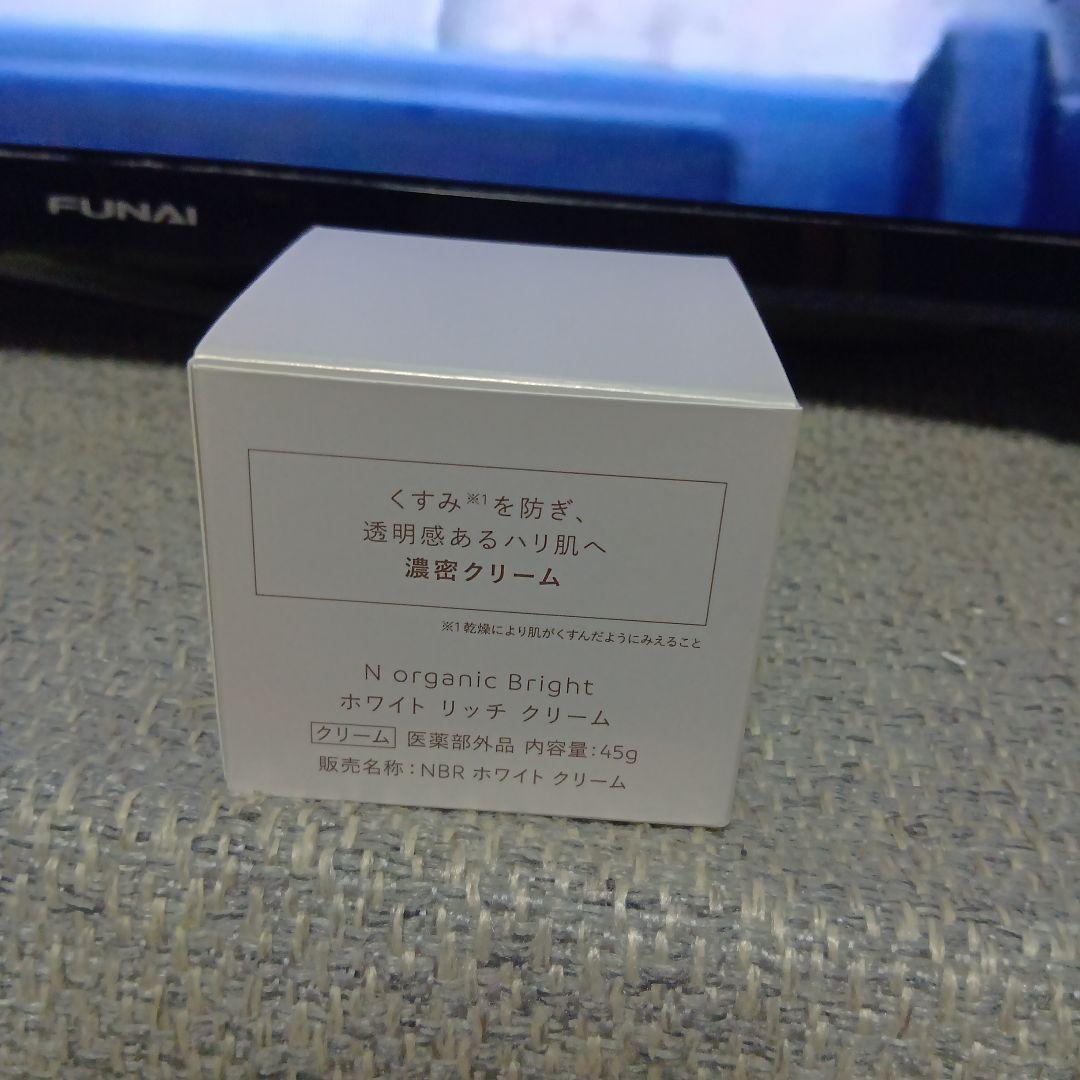 FUNAI
くすみ※1を防ぎ、
透明感あるハリ肌へ
濃密クリーム
※1 乾燥により肌がくすんだようにみえること
N organic Bright
ホワイト リッチ クリーム
クリーム 医薬部外品 内容量:45g
販売名称:NBR ホワイト クリーム